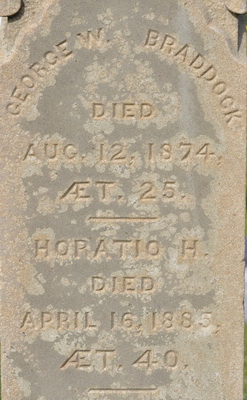 GEORGE W. BRADDOCK
DIED
AUG. 12, 1874,
ÆT. 25.
HORATIO H.
DIED
APRIL 16, 1885,
ÆT. 40.